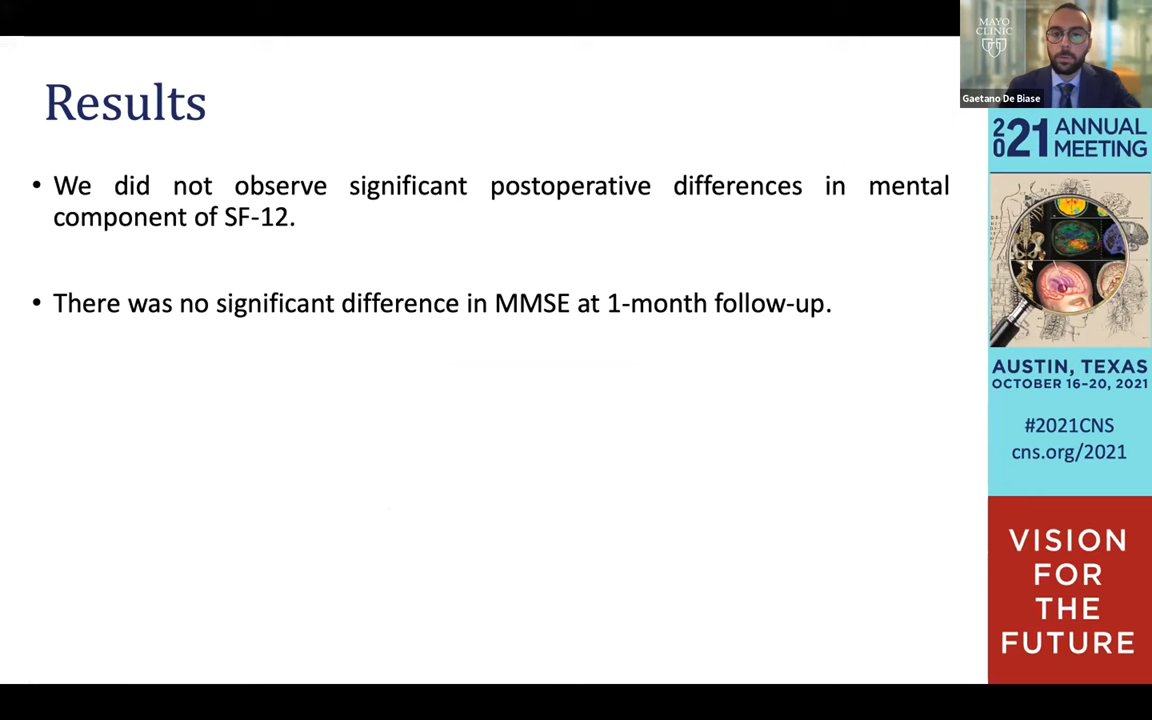 MAYO
CLINIC
Gaetano De Biase
Results
• We did not observe significant postoperative differences in mental
component of SF-12.
• There was no significant difference in MMSE at 1-month follow-up.
2021 ANNUAL
MEETING
AUSTIN, TEXAS
OCTOBER 16–20, 2021
#2021CNS
cns.org/2021
VISION
FOR
THE
FUTURE